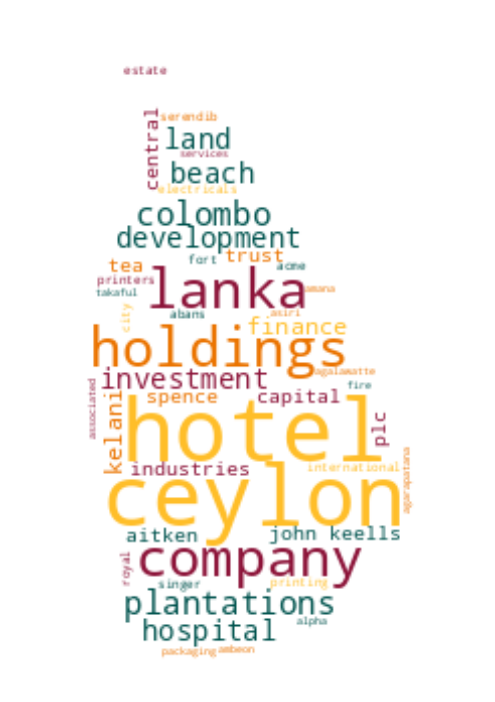 estate
central
serendib
land
services
beach
electricals
colombo
development
fort
trust
tea
acme
printers
takaful
lanka
amana
city
abans
asiri
finance
holdings
agalawatte
investment
fire
associated
kelani
spence
capital
plc
hotel
industries
international
agarapatana
ceylon
aitken
john keells
royal
company
singer
printing
plantations
alpha
hospital
packaging
ambeon